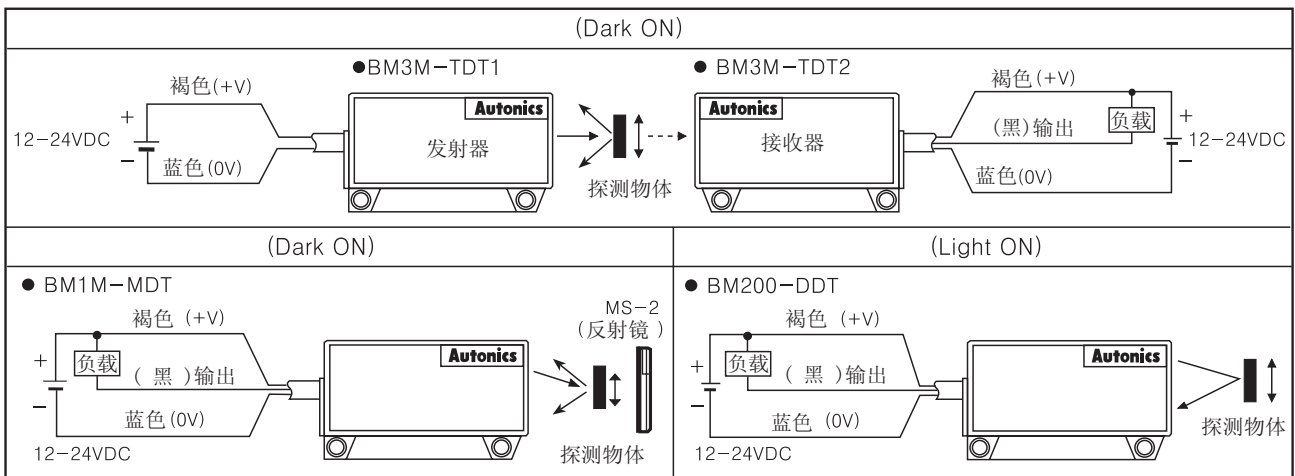 (Dark ON)
●BM3M-TDT1
● BM3M-TDT2
褐色(+V)
+
12-24VDC
−
蓝色(0V)
Autonics
发射器
探测物体
Autonics
接收器
褐色(+V)
(黑)输出
负载
+
12-24VDC
−
蓝色(0V)
(Dark ON)
● BM1M-MDT
褐色 (+V)
+
负载
( 黑 )输出
−
蓝色(0V)
12-24VDC
Autonics
MS-2
(反射镜 )
探测物体
(Light ON)
● BM200-DDT
褐色 (+V)
+
负载
( 黑 )输出
−
蓝色 (0V)
12-24VDC
Autonics
探测物体